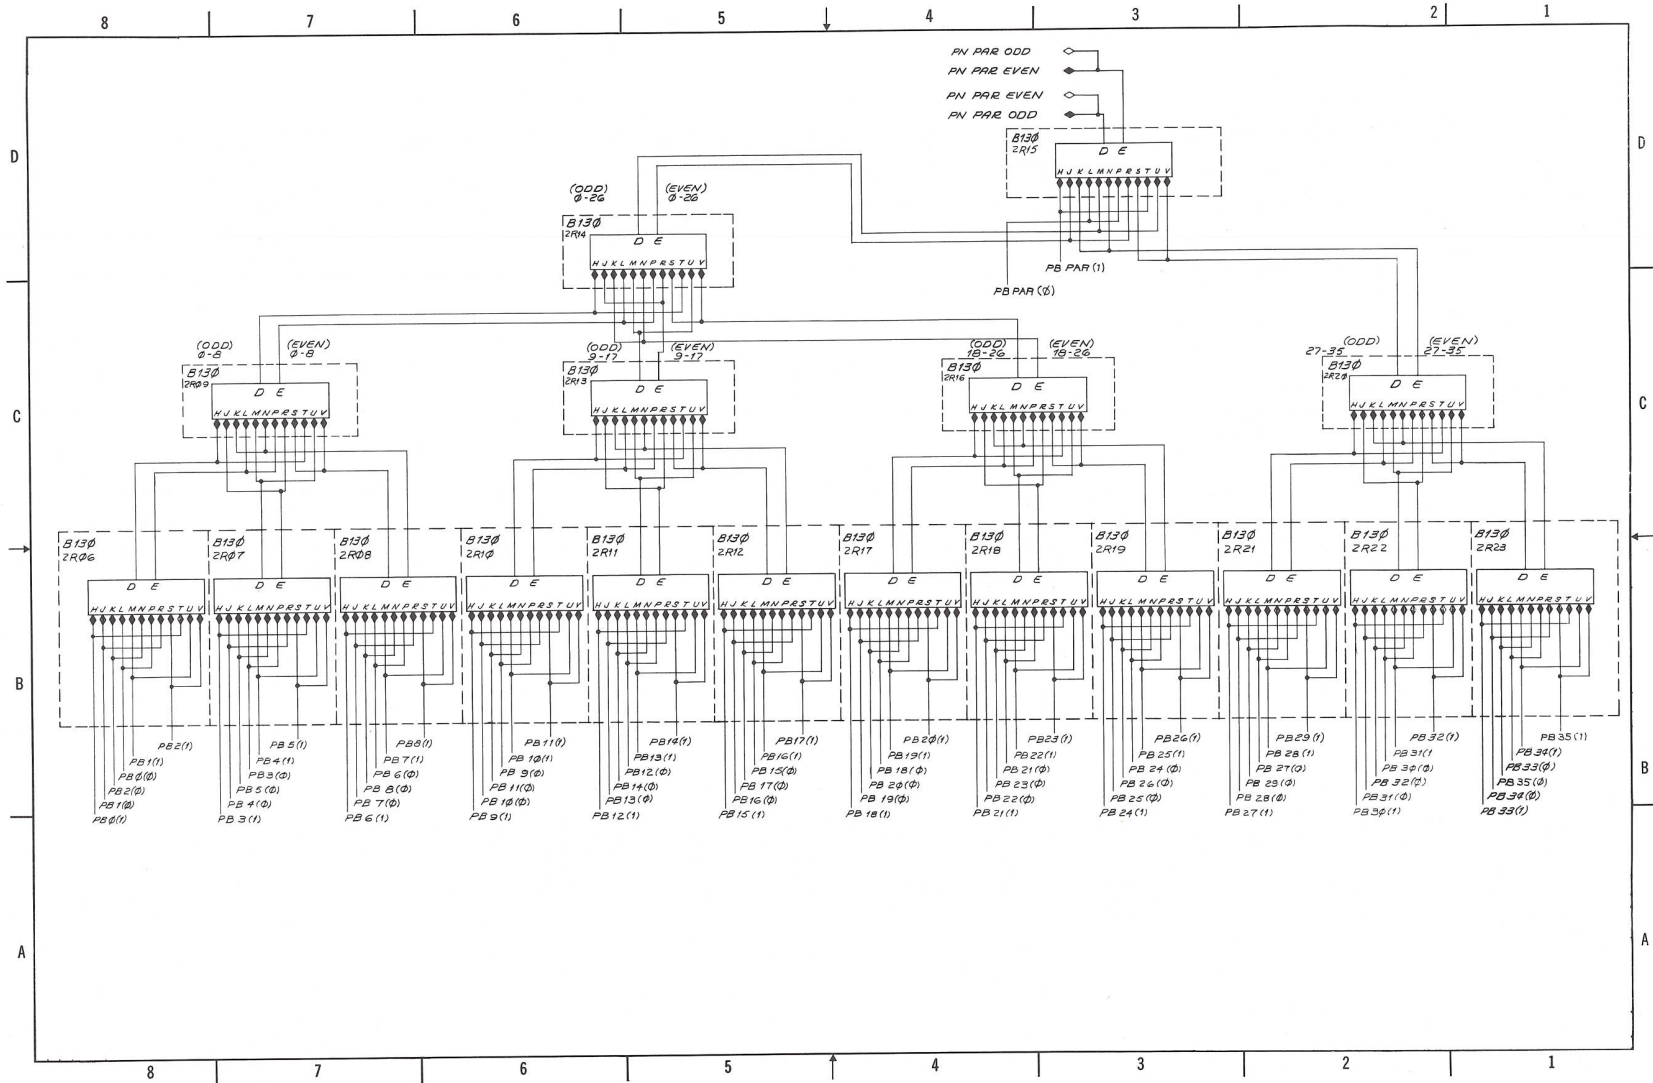 8 7 6 5 4 3 2 1
PN PAR ODD
PN PAR EVEN
PN PAR EVEN
PN PAR ODD
D
D
B13Ø
2R15
D E
H J K L M N P R S T U V
PB PAR (1)
PB PAR (Ø)
(ODD)
Ø-26
(EVEN)
Ø-26
B13Ø
2R14
D E
H J K L M N P R S T U V
(ODD)
Ø-8
(EVEN)
Ø-8
B13Ø
2RØ9
D E
H J K L M N P R S T U V
(ODD)
9-17
(EVEN)
9-17
B13Ø
2R13
D E
H J K L M N P R S T U V
(ODD)
18-26
(EVEN)
18-26
B13Ø
2R16
D E
H J K L M N P R S T U V
(ODD)
27-35
(EVEN)
27-35
B13Ø
2R2Ø
D E
H J K L M N P R S T U V
C
C
B13Ø
2RØ6
D E
H J K L M N P R S T U V
PB2(1)
PB1(1)
PBØ(Ø)
PB2(Ø)
PB1(Ø)
PBØ(1)
B13Ø
2RØ7
D E
H J K L M N P R S T U V
PB5(1)
PB4(1)
PB3(Ø)
PB5(Ø)
PB4(Ø)
PB3(1)
B13Ø
2RØ8
D E
H J K L M N P R S T U V
PB8(1)
PB7(1)
PB6(Ø)
PB8(Ø)
PB7(Ø)
PB6(1)
B13Ø
2R1Ø
D E
H J K L M N P R S T U V
PB11(1)
PB1Ø(1)
PB9(Ø)
PB11(Ø)
PB1Ø(Ø)
PB9(1)
B13Ø
2R11
D E
H J K L M N P R S T U V
PB14(1)
PB13(1)
PB12(Ø)
PB14(Ø)
PB13(Ø)
PB12(1)
B13Ø
2R12
D E
H J K L M N P R S T U V
PB17(1)
PB16(1)
PB15(Ø)
PB17(Ø)
PB16(Ø)
PB15(1)
B13Ø
2R17
D E
H J K L M N P R S T U V
PB2Ø(1)
PB19(1)
PB18(Ø)
PB2Ø(Ø)
PB19(Ø)
PB18(1)
B13Ø
2R18
D E
H J K L M N P R S T U V
PB23(1)
PB22(1)
PB21(Ø)
PB23(Ø)
PB22(Ø)
PB21(1)
B13Ø
2R19
D E
H J K L M N P R S T U V
PB26(1)
PB25(1)
PB24(Ø)
PB26(Ø)
PB25(Ø)
PB24(1)
B13Ø
2R21
D E
H J K L M N P R S T U V
PB29(1)
PB28(1)
PB27(Ø)
PB29(Ø)
PB28(Ø)
PB27(1)
B13Ø
2R22
D E
H J K L M N P R S T U V
PB32(1)
PB31(1
PB3Ø(Ø)
PB32(Ø)
PB31(Ø)
PB3Ø(1)
B13Ø
2R23
D E
H J K L M N P R S T U V
PB35(1)
PB34(1)
PB33(Ø)
PB35(Ø)
PB34(Ø)
PB33(1)
B
B
A
A
8 7 6 5 4 3 2 1